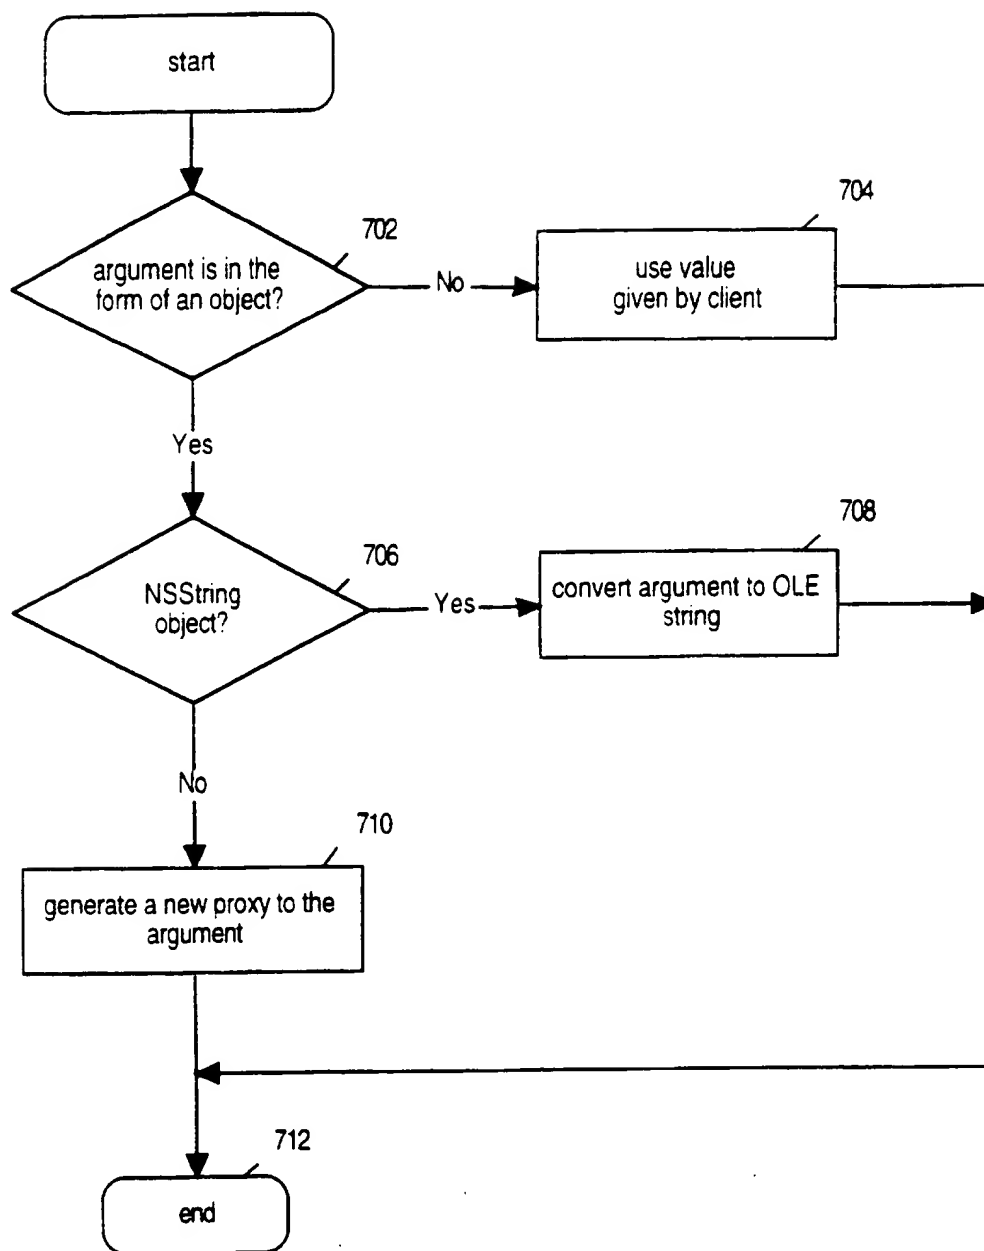 start
702
argument is in the
form of an object?
No
704
use value
given by client
Yes
706
NSString
object?
Yes
708
convert argument to OLE
string
No
710
generate a new proxy to the
argument
712
end